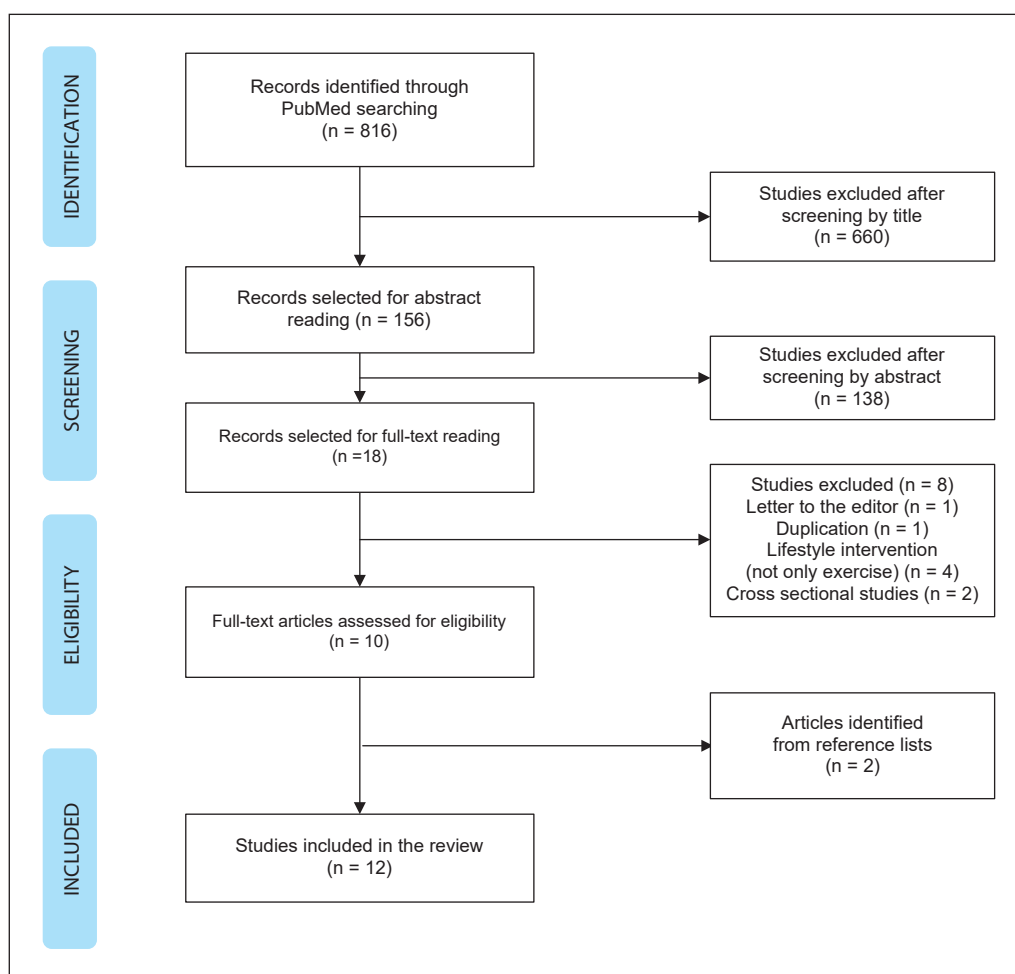 IDENTIFICATION
Records identified through
PubMed searching
(n = 816)
Studies excluded after
screening by title
(n = 660)
SCREENING
Records selected for abstract
reading (n = 156)
Studies excluded after
screening by abstract
(n = 138)
Records selected for full-text reading
(n =18)
ELIGIBILITY
Studies excluded (n = 8)
Letter to the editor (n = 1)
Duplication (n = 1)
Lifestyle intervention
(not only exercise) (n = 4)
Cross sectional studies (n = 2)
Full-text articles assessed for eligibility
(n = 10)
INCLUDED
Articles identified
from reference lists
(n = 2)
Studies included in the review
(n = 12)